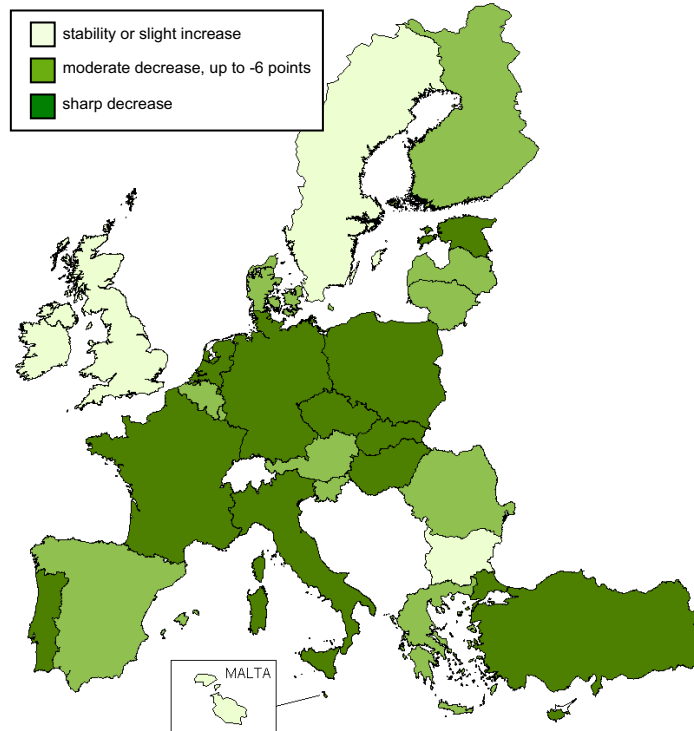 stability or slight increase
moderate decrease, up to -6 points
sharp decrease
MALTA